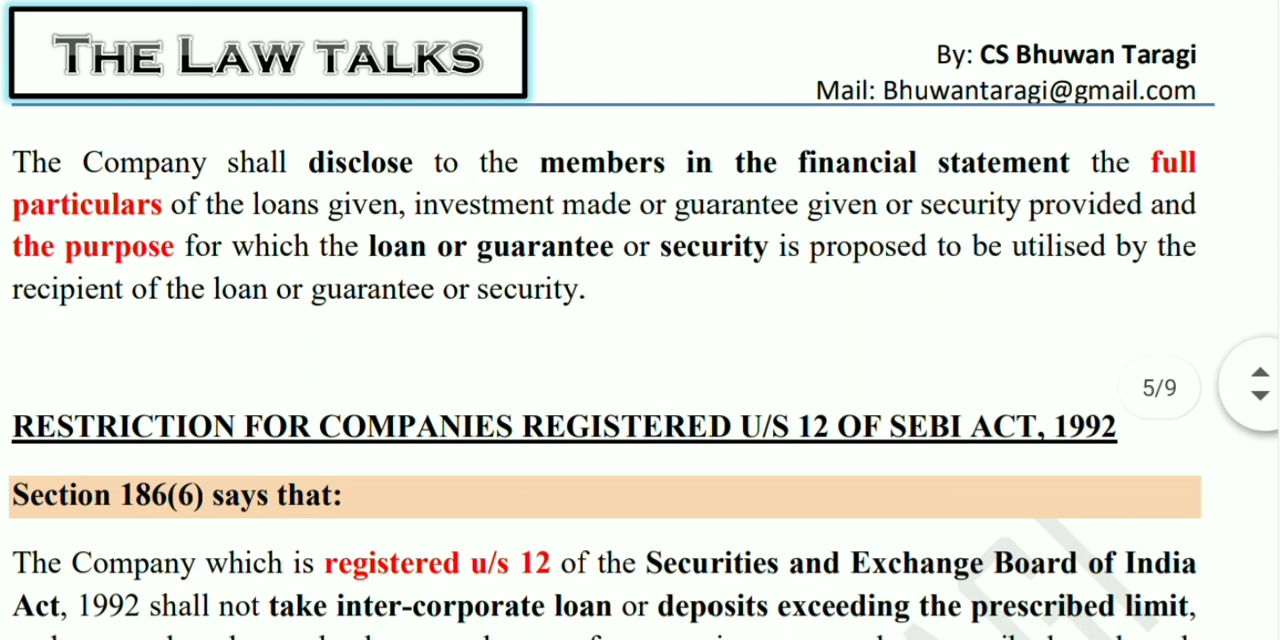 THE LAW TALKS
By: CS Bhuwan Taragi
Mail: Bhuwantaragi@gmail.com
The Company shall disclose to the members in the financial statement the full
particulars of the loans given, investment made or guarantee given or security provided and
the purpose for which the loan or guarantee or security is proposed to be utilised by the
recipient of the loan or guarantee or security.
5/9
RESTRICTION FOR COMPANIES REGISTERED U/S 12 OF SEBI ACT, 1992
Section 186(6) says that:
The Company which is registered u/s 12 of the Securities and Exchange Board of India
Act, 1992 shall not take inter-corporate loan or deposits exceeding the prescribed limit,